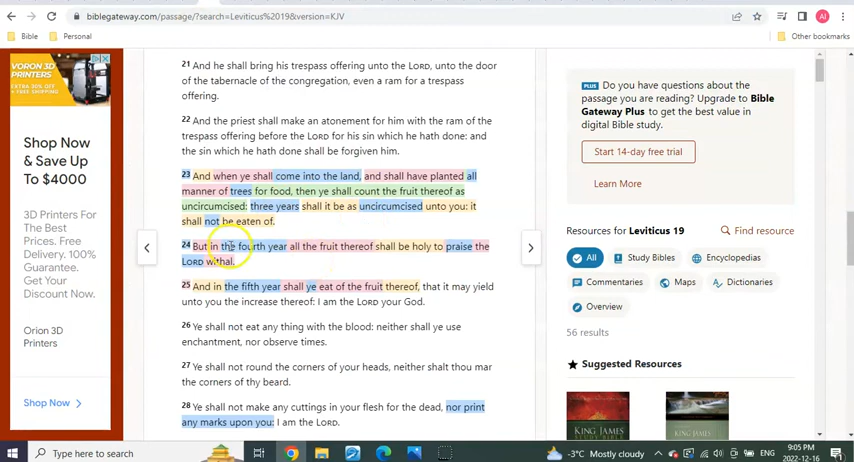 biblegateway.com/passage/?search=Leviticus%2019&version=KJV
AI
Bible
Personal
Other bookmarks
VORON 3D
PRINTERS
EXTRA 30% OFF
+ FREE SHIPPING
Shop Now
& Save Up
To $4000
3D Printers For
The Best
Prices. Free
Delivery. 100%
Guarantee.
Get Your
Discount Now.
Orion 3D
Printers
Shop Now
21 And he shall bring his trespass offering unto the LORD, unto the door
of the tabernacle of the congregation, even a ram for a trespass
offering.
22 And the priest shall make an atonement for him with the ram of the
trespass offering before the LORD for his sin which he hath done: and
the sin which he hath done shall be forgiven him.
23 And when ye shall come into the land, and shall have planted all
manner of trees for food, then ye shall count the fruit thereof as
uncircumcised: three years shall it be as uncircumcised unto you: it
shall not be eaten of.
24 But in the fourth year all the fruit thereof shall be holy to praise the
LORD withal.
25 And in the fifth year shall ye eat of the fruit thereof, that it may yield
unto you the increase thereof: I am the LORD your God.
26 Ye shall not eat any thing with the blood: neither shall ye use
enchantment, nor observe times.
27 Ye shall not round the corners of your heads, neither shalt thou mar
the corners of thy beard.
28 Ye shall not make any cuttings in your flesh for the dead, nor print
any marks upon you: I am the LORD.
PLUS Do you have questions about the
passage you are reading? Upgrade to Bible
Gateway Plus to get the best value in
digital Bible study.
Start 14-day free trial
Learn More
Resources for Leviticus 19
Find resource
All
Study Bibles
Encyclopedias
Commentaries
Maps
Dictionaries
Overview
56 results
Suggested Resources
KING JAMES
STUDY BIBLE
KING JAMES
Type here to search
-3°C Mostly cloudy
ENG
9:05 PM
2022-12-16